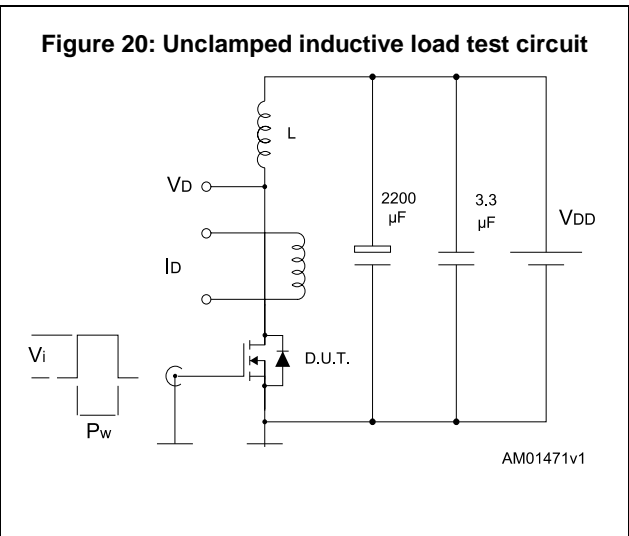 Figure 20: Unclamped inductive load test circuit
L
VD
2200
µF
3.3
µF
VDD
ID
Vi
D.U.T.
Pw
AM01471v1